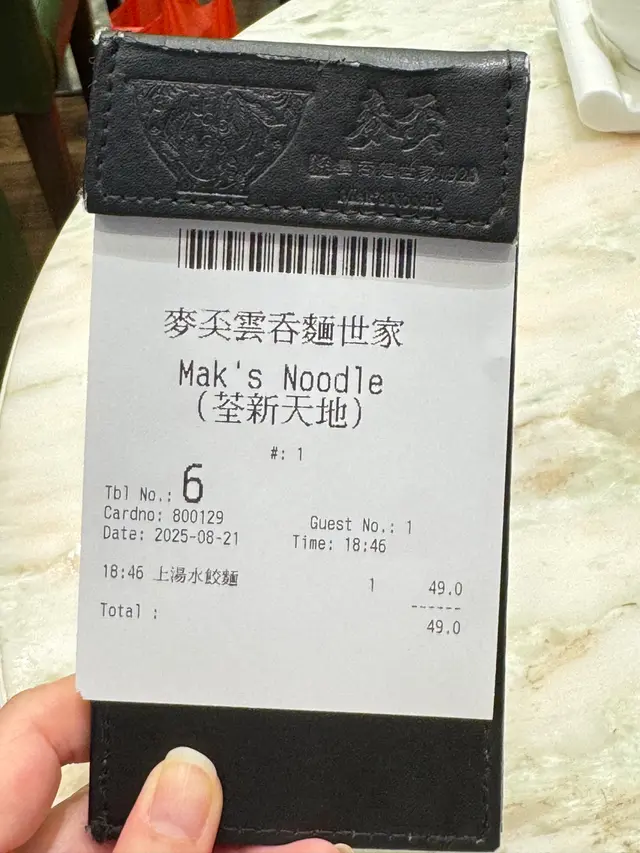 麥奀
麥奀雲吞麵世家
Mak's Noodle
(荃新天地)
#: 1
Tbl No.: 6
Cardno: 800129
Guest No.: 1
Date: 2025-08-21
Time: 18:46
18:46 上湯水餃麵 1 49.0
------
Total : 49.0